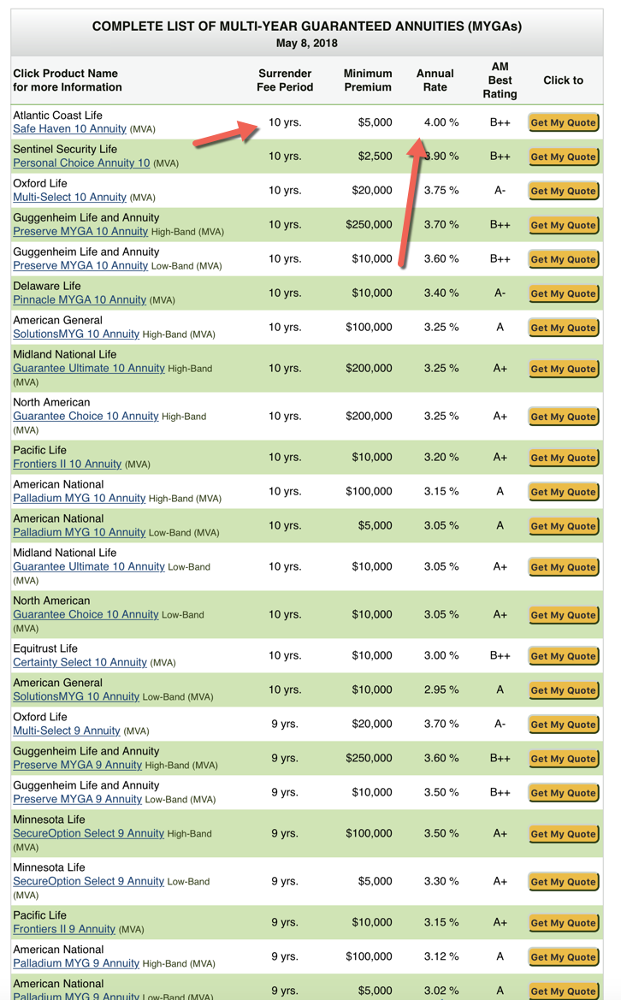 COMPLETE LIST OF MULTI-YEAR GUARANTEED ANNUITIES (MYGAs)
May 8, 2018
Click Product Name for more Information Surrender Fee Period Minimum Premium Annual Rate AM Best Rating Click to
Atlantic Coast Life
Safe Haven 10 Annuity (MVA) 10 yrs. $5,000 4.00 % B++ Get My Quote
Sentinel Security Life
Personal Choice Annuity 10 (MVA) 10 yrs. $2,500 3.90 % B++ Get My Quote
Oxford Life
Multi-Select 10 Annuity (MVA) 10 yrs. $20,000 3.75 % A- Get My Quote
Guggenheim Life and Annuity
Preserve MYGA 10 Annuity High-Band (MVA) 10 yrs. $250,000 3.70 % B++ Get My Quote
Guggenheim Life and Annuity
Preserve MYGA 10 Annuity Low-Band (MVA) 10 yrs. $10,000 3.60 % B++ Get My Quote
Delaware Life
Pinnacle MYGA 10 Annuity (MVA) 10 yrs. $10,000 3.40 % A- Get My Quote
American General
SolutionsMYG 10 Annuity High-Band (MVA) 10 yrs. $100,000 3.25 % A Get My Quote
Midland National Life
Guarantee Ultimate 10 Annuity High-Band 10 yrs. $200,000 3.25 % A+ Get My Quote
(MVA)
North American
Guarantee Choice 10 Annuity High-Band 10 yrs. $200,000 3.25 % A+ Get My Quote
(MVA)
Pacific Life
Frontiers II 10 Annuity (MVA) 10 yrs. $10,000 3.20 % A+ Get My Quote
American National
Palladium MYG 10 Annuity High-Band (MVA) 10 yrs. $100,000 3.15 % A Get My Quote
American National
Palladium MYG 10 Annuity Low-Band (MVA) 10 yrs. $5,000 3.05 % A Get My Quote
Midland National Life
Guarantee Ultimate 10 Annuity Low-Band 10 yrs. $10,000 3.05 % A+ Get My Quote
(MVA)
North American
Guarantee Choice 10 Annuity Low-Band 10 yrs. $10,000 3.05 % A+ Get My Quote
(MVA)
Equitrust Life
Certainty Select 10 Annuity (MVA) 10 yrs. $10,000 3.00 % B++ Get My Quote
American General
SolutionsMYG 10 Annuity Low-Band (MVA) 10 yrs. $10,000 2.95 % A Get My Quote
Oxford Life
Multi-Select 9 Annuity (MVA) 9 yrs. $20,000 3.70 % A- Get My Quote
Guggenheim Life and Annuity
Preserve MYGA 9 Annuity High-Band (MVA) 9 yrs. $250,000 3.60 % B++ Get My Quote
Guggenheim Life and Annuity
Preserve MYGA 9 Annuity Low-Band (MVA) 9 yrs. $10,000 3.50 % B++ Get My Quote
Minnesota Life
SecureOption Select 9 Annuity High-Band 9 yrs. $100,000 3.50 % A+ Get My Quote
(MVA)
Minnesota Life
SecureOption Select 9 Annuity Low-Band 9 yrs. $5,000 3.30 % A+ Get My Quote
(MVA)
Pacific Life
Frontiers II 9 Annuity (MVA) 9 yrs. $10,000 3.15 % A+ Get My Quote
American National
Palladium MYG 9 Annuity High-Band (MVA) 9 yrs. $100,000 3.12 % A Get My Quote
American National
Palladium MYG 9 Annuity Low-Band (MVA) 9 yrs. $5,000 3.02 % A Get My Quote